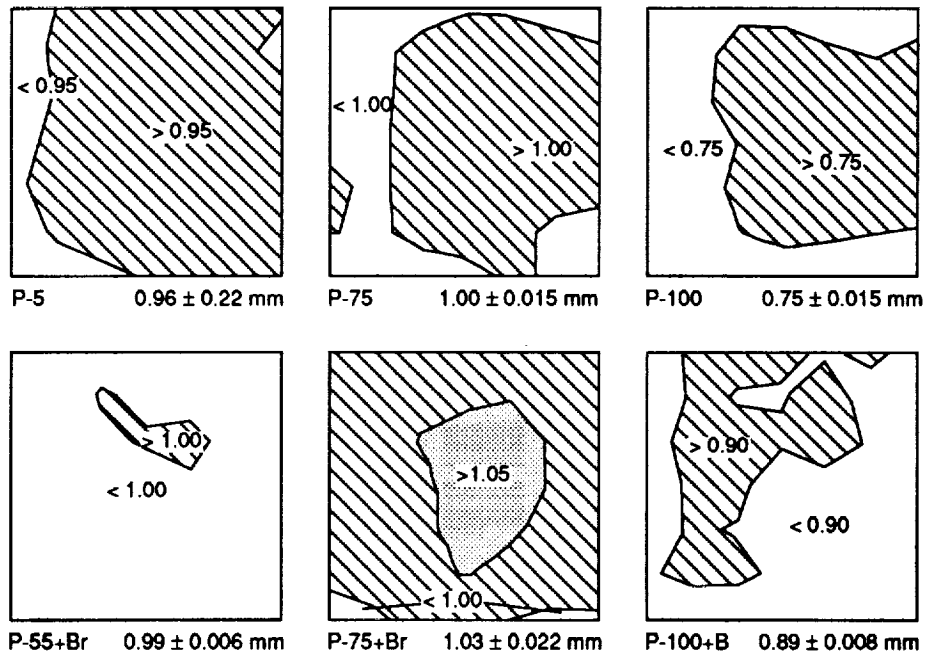 < 0.95
> 0.95
P-5 0.96 ± 0.22 mm
< 1.00
> 1.00
P-75 1.00 ± 0.015 mm
< 0.75
> 0.75
P-100 0.75 ± 0.015 mm
> 1.00
< 1.00
P-55+Br 0.99 ± 0.006 mm
>1.05
< 1.00
P-75+Br 1.03 ± 0.022 mm
> 0.90
< 0.90
P-100+B 0.89 ± 0.008 mm